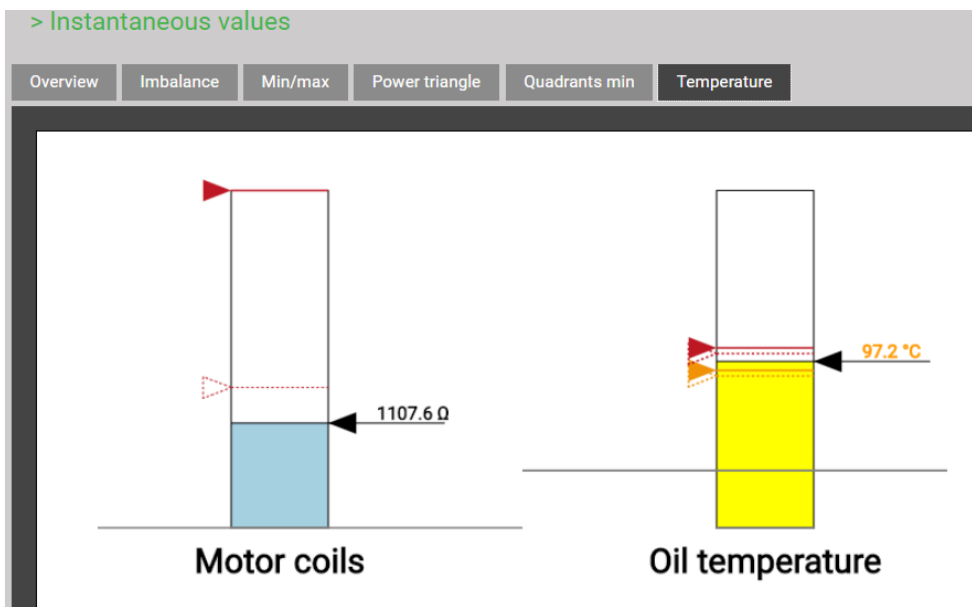 > Instantaneous values
Overview Imbalance Min/max Power triangle Quadrants min Temperature
97.2 °C
1107.6 Ω
Motor coils Oil temperature